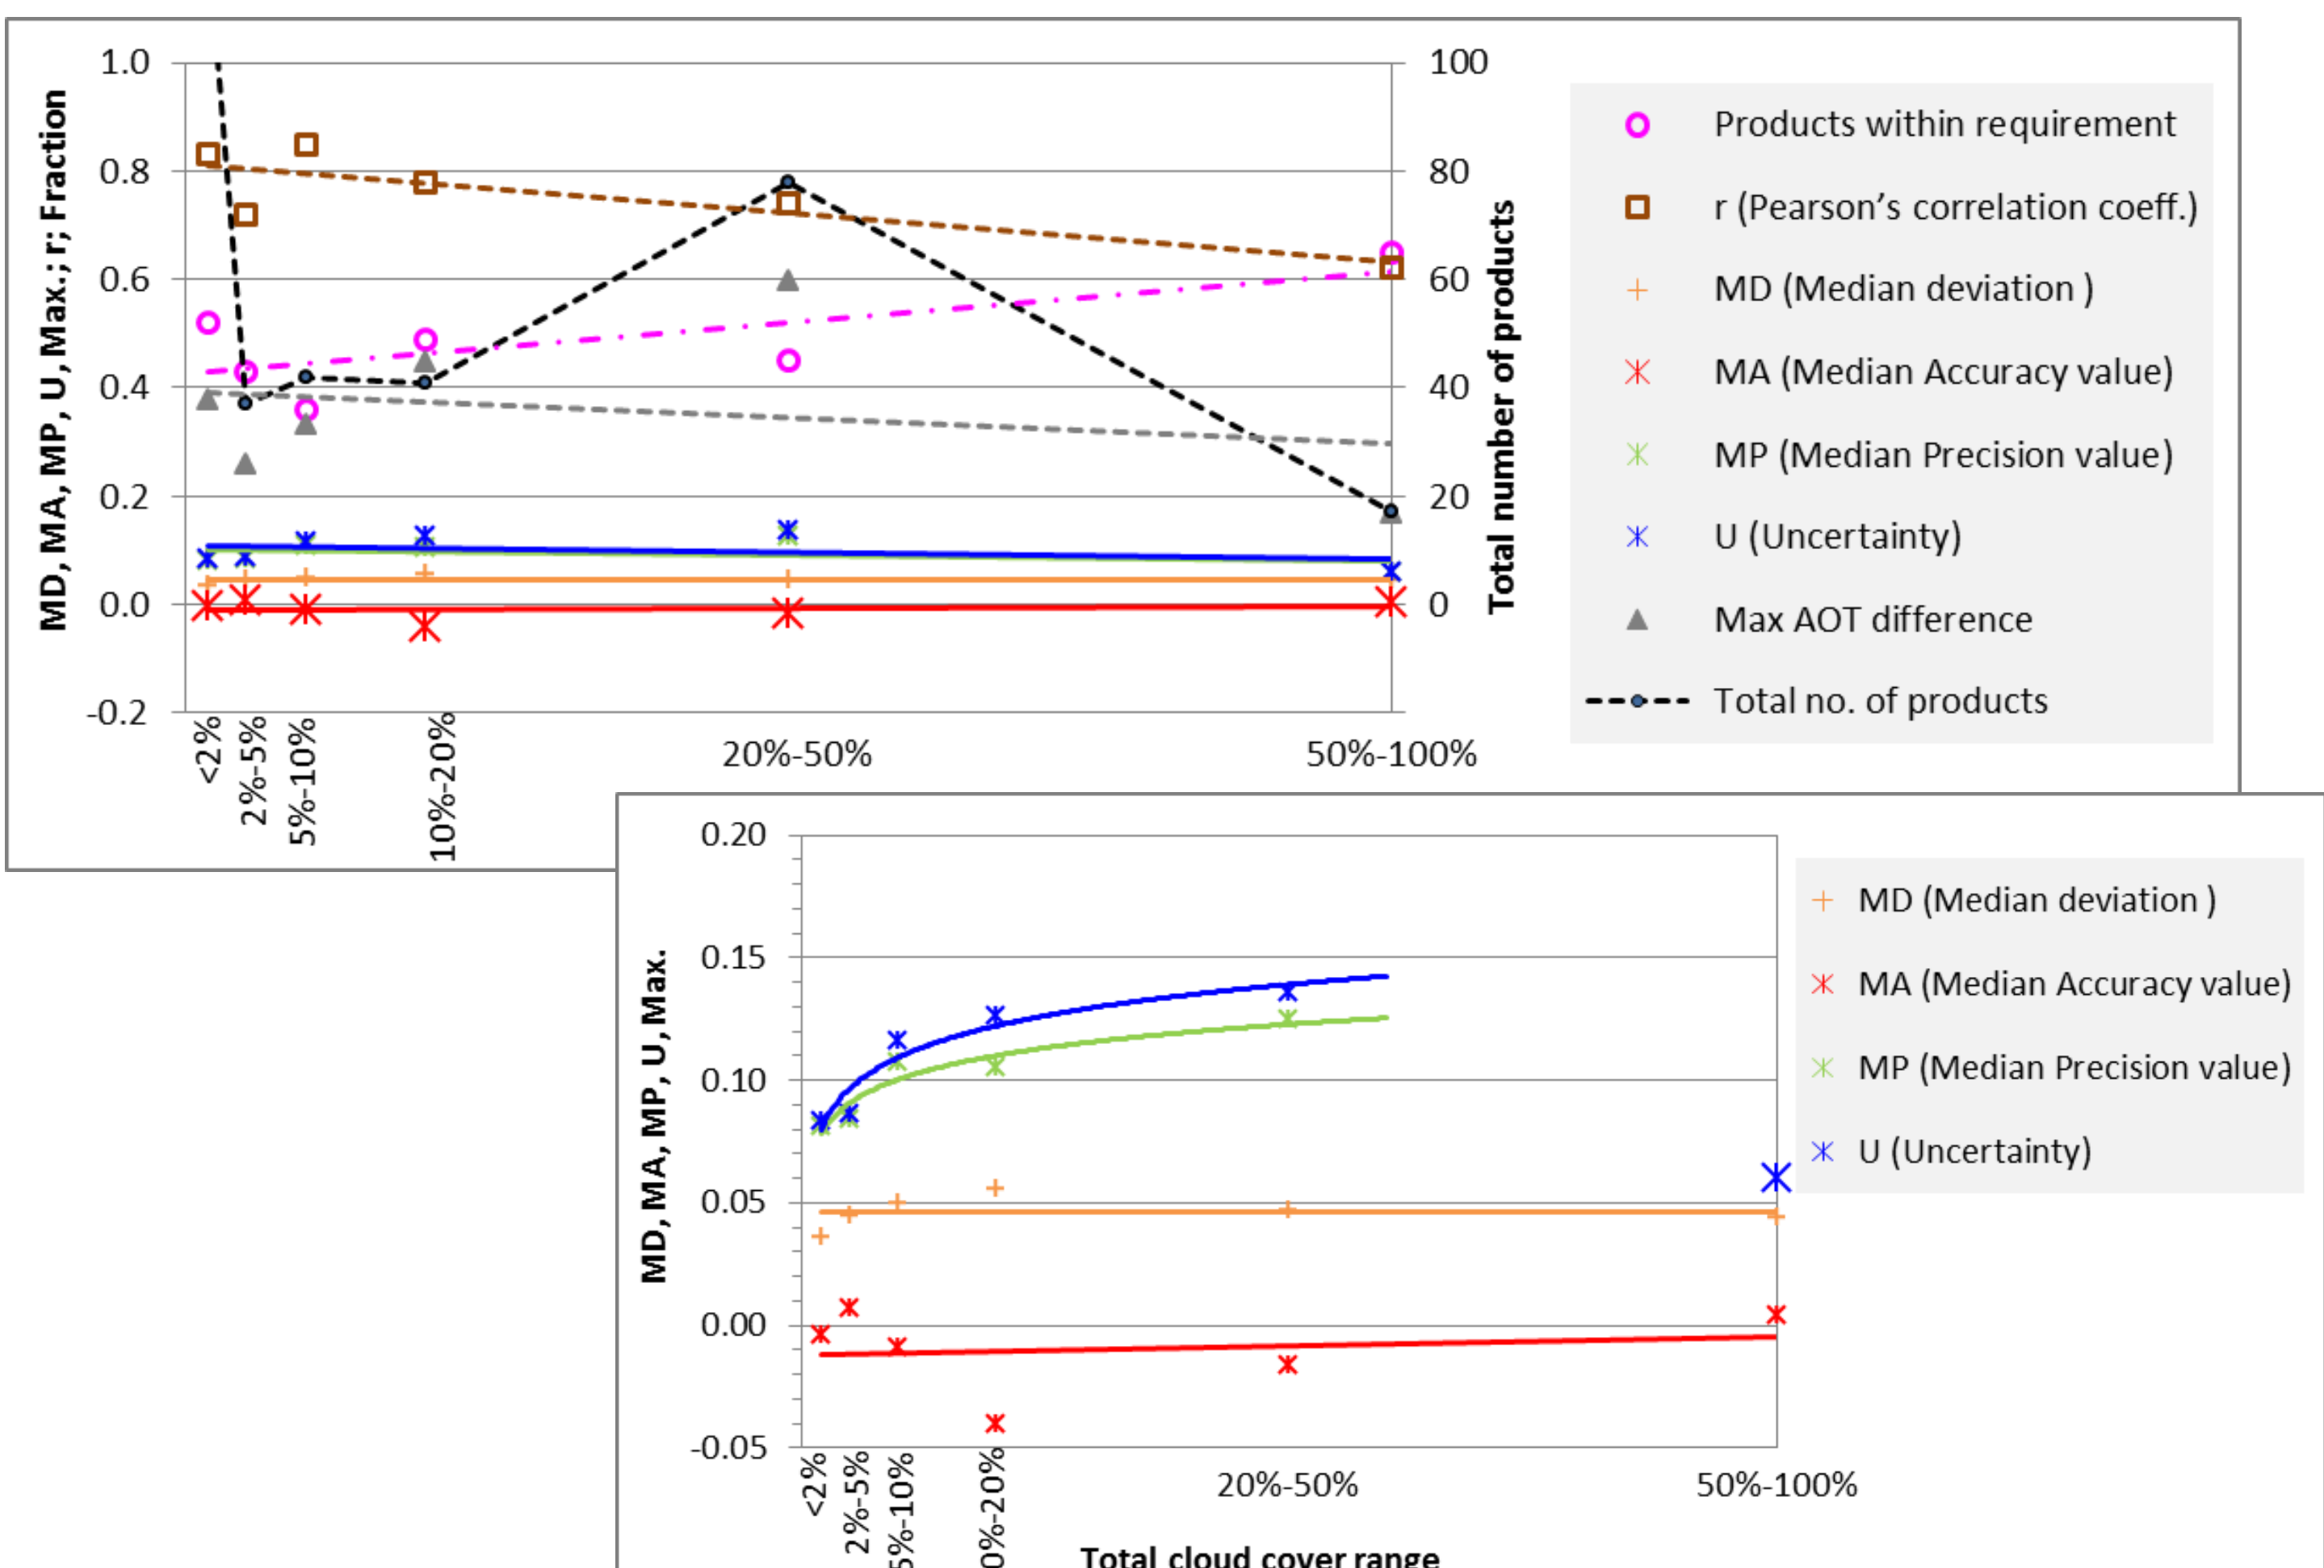 MD, MA, MP, U, Max.; r; Fraction
1.0
0.8
0.6
0.4
0.2
0.0
-0.2
100
80
60
40
20
0
Total number of products
<2%
2%-5%
5%-10%
10%-20%
20%-50%
50%-100%
Products within requirement
r (Pearson’s correlation coeff.)
MD (Median deviation )
MA (Median Accuracy value)
MP (Median Precision value)
U (Uncertainty)
Max AOT difference
Total no. of products
MD, MA, MP, U, Max.
0.20
0.15
0.10
0.05
0.00
-0.05
<2%
2%-5%
5%-10%
0%-20%
20%-50%
50%-100%
Total cloud cover range
MD (Median deviation )
MA (Median Accuracy value)
MP (Median Precision value)
U (Uncertainty)